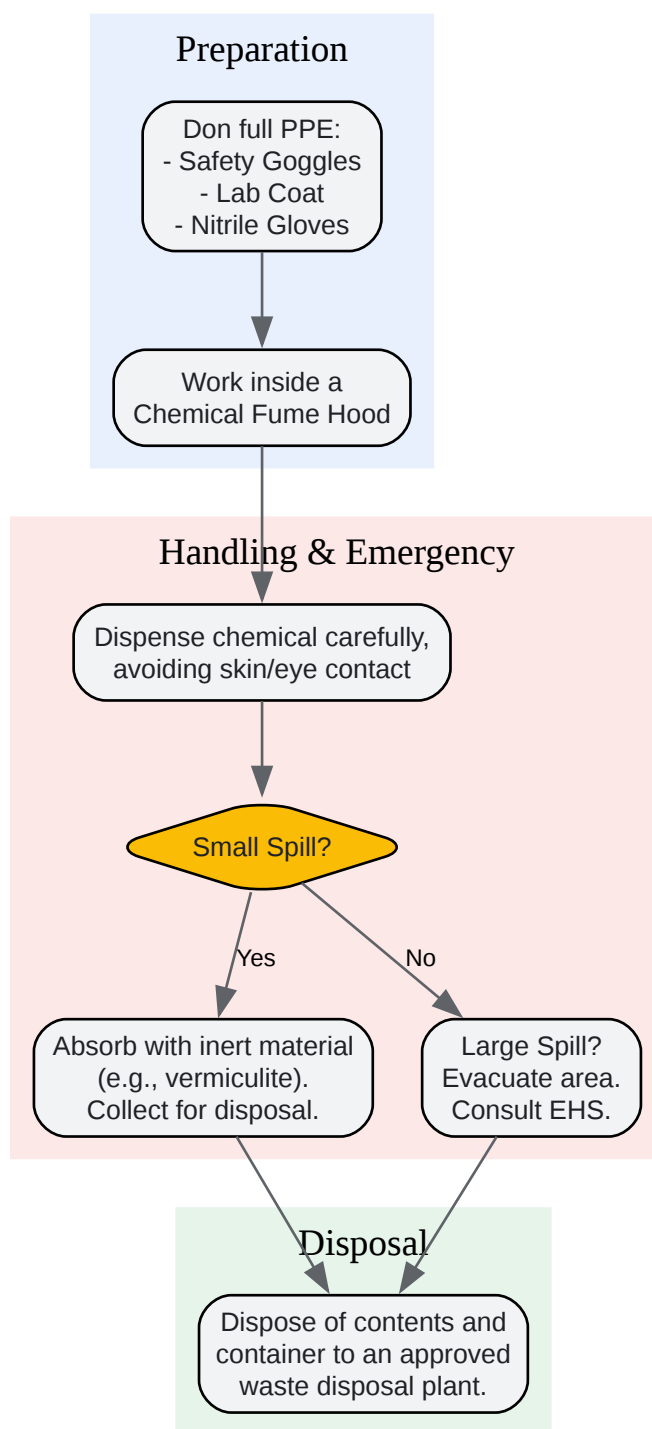 Preparation
Don full PPE:
- Safety Goggles
- Lab Coat
- Nitrile Gloves
Work inside a
Chemical Fume Hood
Handling & Emergency
Dispense chemical carefully,
avoiding skin/eye contact
Small Spill?
Yes
No
Absorb with inert material
(e.g., vermiculite).
Collect for disposal.
Large Spill?
Evacuate area.
Consult EHS.
Disposal
Dispose of contents and
container to an approved
waste disposal plant.